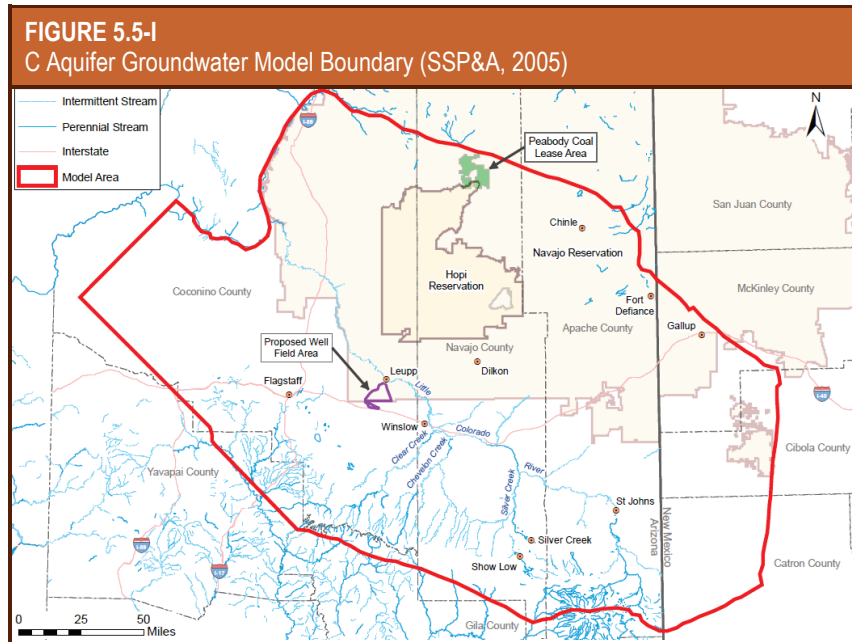 FIGURE 5.5-I
C Aquifer Groundwater Model Boundary (SSP&A, 2005)
Intermittent Stream
Perennial Stream
Interstate
Model Area
N
Peabody Coal
Lease Area
San Juan County
Chinle
Navajo Reservation
Hopi
Reservation
Coconino County
McKinley County
Fort
Defiance
Apache County
Gallup
Proposed Well
Field Area
Navajo County
Leupp
Dilkon
Flagstaff
Little
I-40
Winslow
Colorado
Clear Creek
Chevelon Creek
River
Cibola County
Yavapai County
Silver Creek
St Johns
New Mexico
Arizona
Silver Creek
Show Low
Catron County
I-17
Gila County
0 25 50
Miles